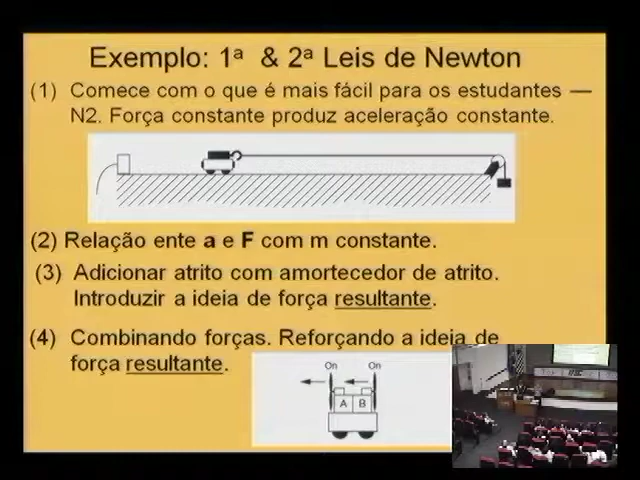 Exemplo: 1ª & 2ª Leis de Newton
(1) Comece com o que é mais fácil para os estudantes —
N2. Força constante produz aceleração constante.
(2) Relação ente a e F com m constante.
(3) Adicionar atrito com amortecedor de atrito.
Introduzir a ideia de força resultante.
(4) Combinando forças. Reforçando a ideia de
força resultante.
On On
A B